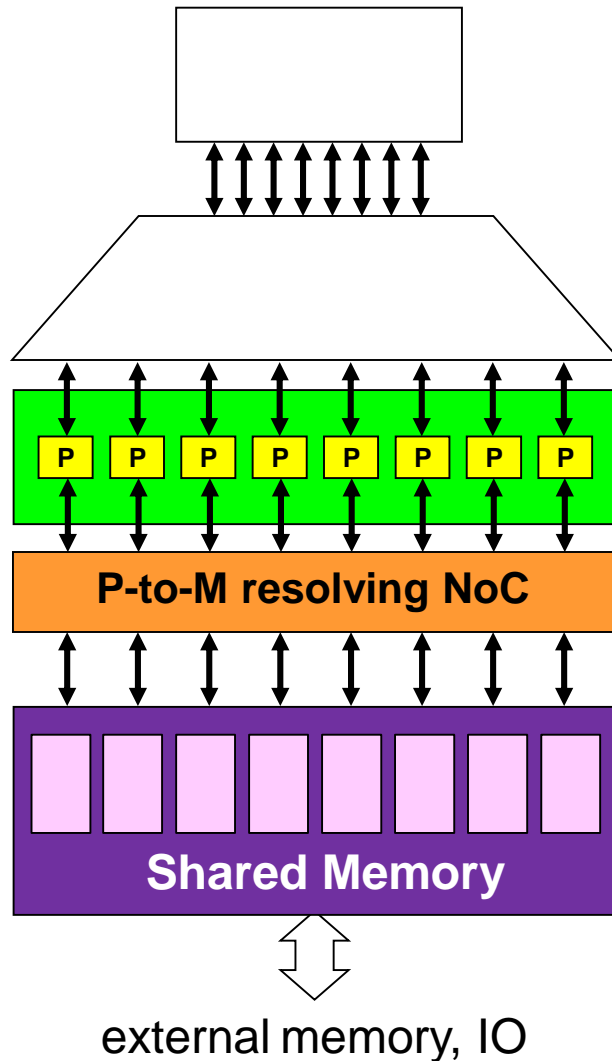 P P P P P P P P
P-to-M resolving NoC
Shared Memory
external memory, IO